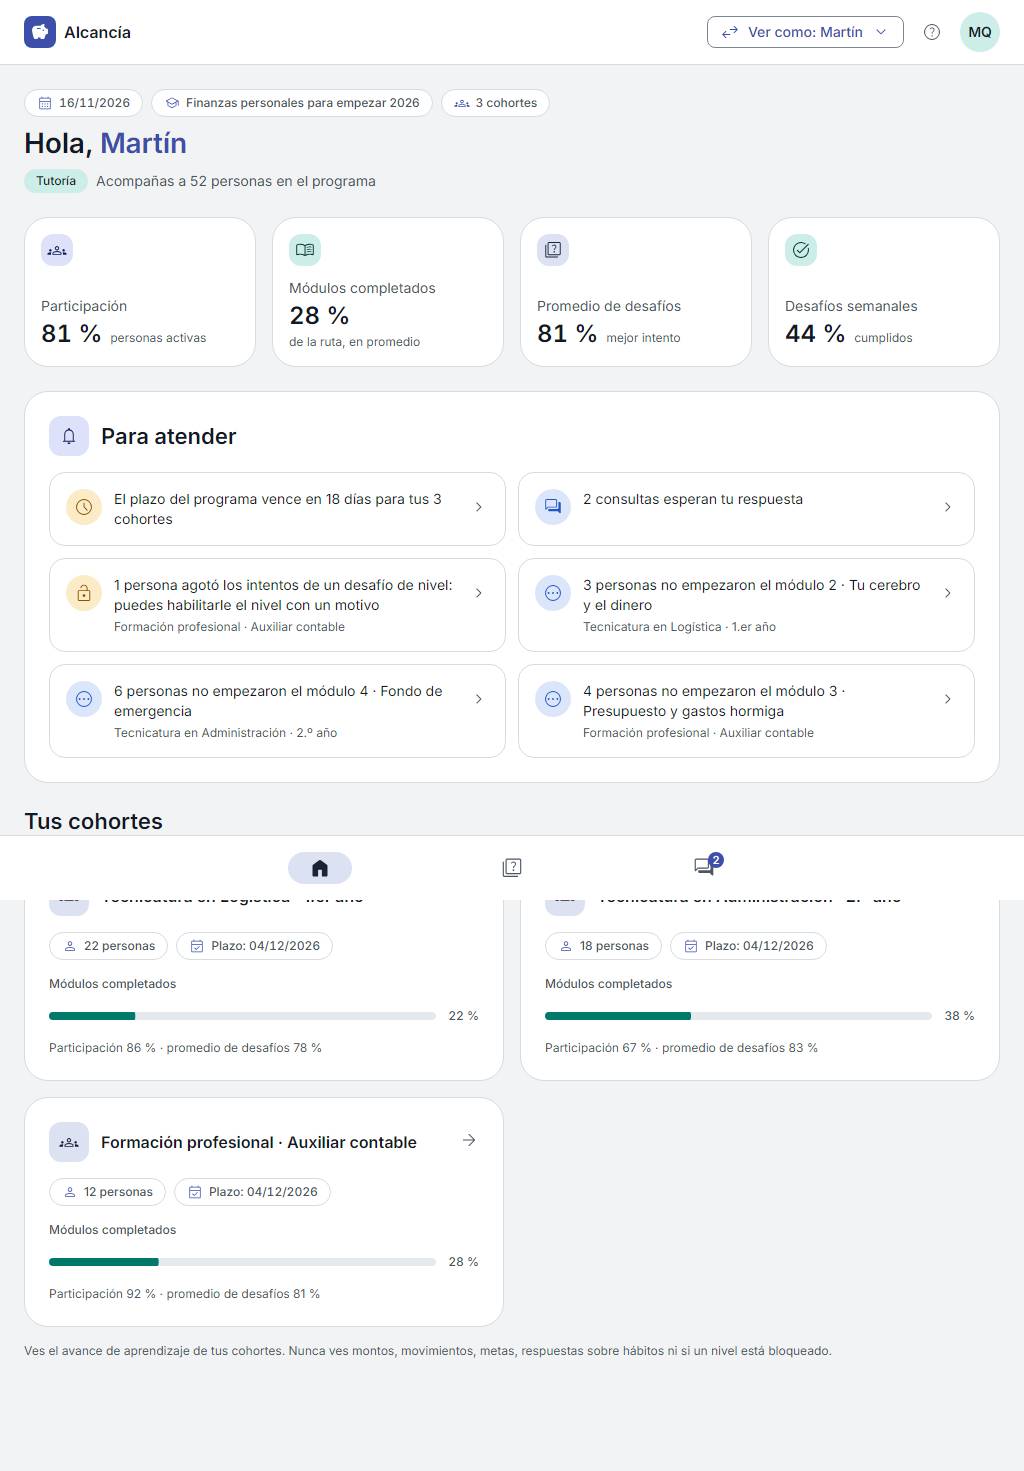 Alcancía
Ver como: Martín
MQ
16/11/2026
Finanzas personales para empezar 2026
3 cohortes
Hola, Martín
Tutoría
Acompañas a 52 personas en el programa
Participación
81 % personas activas
Módulos completados
28 %
de la ruta, en promedio
Promedio de desafíos
81 % mejor intento
Desafíos semanales
44 % cumplidos
Para atender
El plazo del programa vence en 18 días para tus 3
cohortes
2 consultas esperan tu respuesta
1 persona agotó los intentos de un desafío de nivel:
puedes habilitarle el nivel con un motivo
Formación profesional · Auxiliar contable
3 personas no empezaron el módulo 2 · Tu cerebro
y el dinero
Tecnicatura en Logística · 1.er año
6 personas no empezaron el módulo 4 · Fondo de
emergencia
Tecnicatura en Administración · 2.º año
4 personas no empezaron el módulo 3 ·
Presupuesto y gastos hormiga
Formación profesional · Auxiliar contable
Tus cohortes
2
22 personas
Plazo: 04/12/2026
Módulos completados
22 %
Participación 86 % · promedio de desafíos 78 %
18 personas
Plazo: 04/12/2026
Módulos completados
38 %
Participación 67 % · promedio de desafíos 83 %
Formación profesional · Auxiliar contable
12 personas
Plazo: 04/12/2026
Módulos completados
28 %
Participación 92 % · promedio de desafíos 81 %
Ves el avance de aprendizaje de tus cohortes. Nunca ves montos, movimientos, metas, respuestas sobre hábitos ni si un nivel está bloqueado.